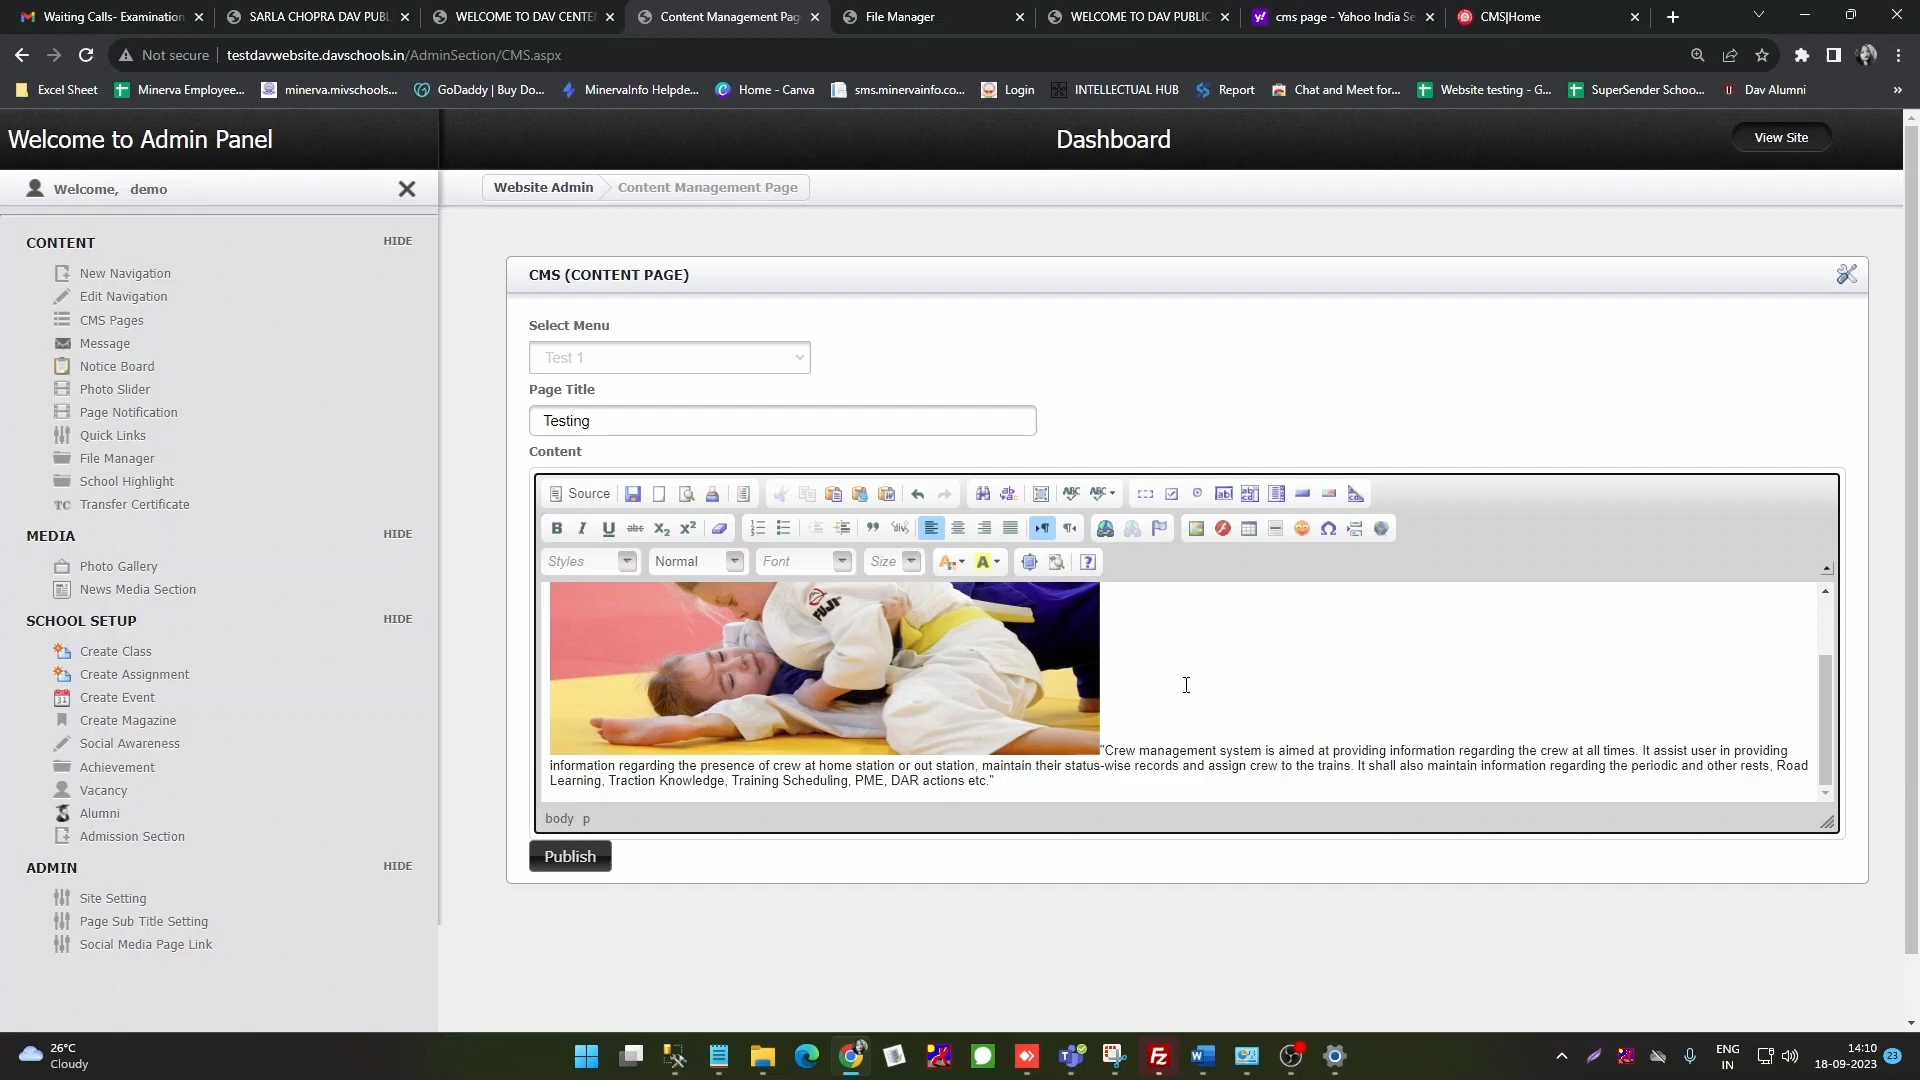 Waiting Calls- Examination
SARLA CHOPRA DAV PUBL
WELCOME TO DAV CENTE
Content Management Page
File Manager
WELCOME TO DAV PUBLIC
cms page - Yahoo India Se
CMS|Home
Not secure
testdavwebsite.davschools.in/AdminSection/CMS.aspx
Excel Sheet
Minerva Employee...
minerva.mivschools...
GoDaddy | Buy Do...
MinervaInfo Helpde...
Home - Canva
sms.minervainfo.co...
Login
INTELLECTUAL HUB
Report
Chat and Meet for...
Website testing - G...
SuperSender Schoo...
Dav Alumni
»
Welcome to Admin Panel
Dashboard
View Site
Welcome, demo
Website Admin
Content Management Page
CONTENT
HIDE
New Navigation
Edit Navigation
CMS Pages
Message
Notice Board
Photo Slider
Page Notification
Quick Links
File Manager
School Highlight
TC Transfer Certificate
MEDIA
HIDE
Photo Gallery
News Media Section
SCHOOL SETUP
HIDE
Create Class
Create Assignment
31 Create Event
Create Magazine
Social Awareness
Achievement
Vacancy
Alumni
Admission Section
ADMIN
HIDE
Site Setting
Page Sub Title Setting
Social Media Page Link
CMS (CONTENT PAGE)
Select Menu
Test 1
Page Title
Testing
Content
Source
B I U abc X₂ X²
Styles
Normal
Font
Size
FUJI
"Crew management system is aimed at providing information regarding the crew at all times. It assist user in providing
information regarding the presence of crew at home station or out station, maintain their status-wise records and assign crew to the trains. It shall also maintain information regarding the periodic and other rests, Road
Learning, Traction Knowledge, Training Scheduling, PME, DAR actions etc."
body p
Publish
26°C
Cloudy
ENG
IN
14:10
18-09-2023
23